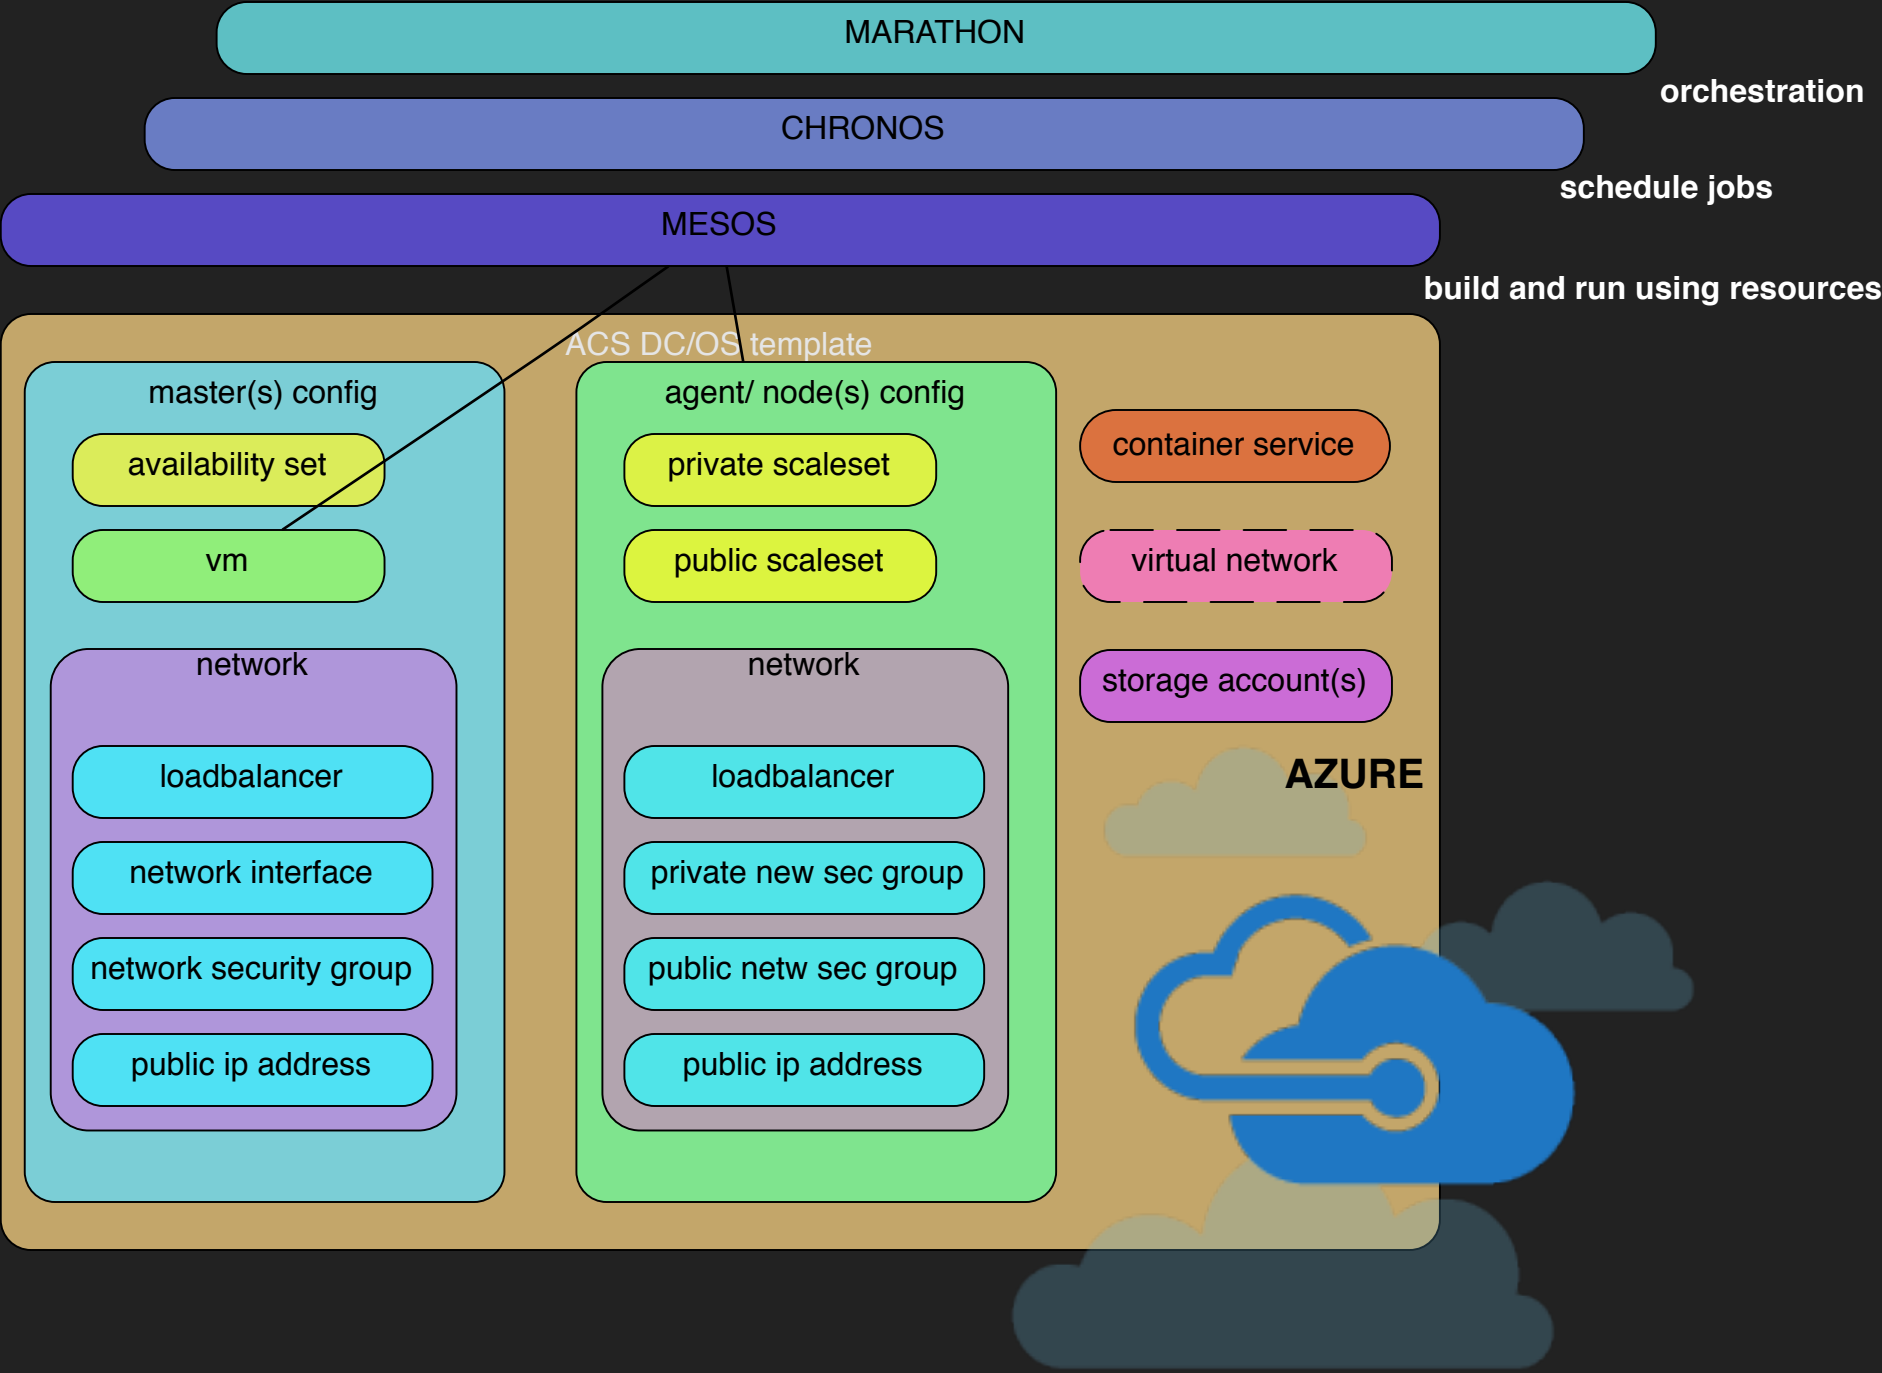 MARATHON
orchestration
CHRONOS
schedule jobs
MESOS
build and run using resources
ACS DC/OS template
master(s) config
availability set
vm
network
loadbalancer
network interface
network security group
public ip address
agent/ node(s) config
private scaleset
public scaleset
network
loadbalancer
private new sec group
public netw sec group
public ip address
container service
virtual network
storage account(s)
AZURE